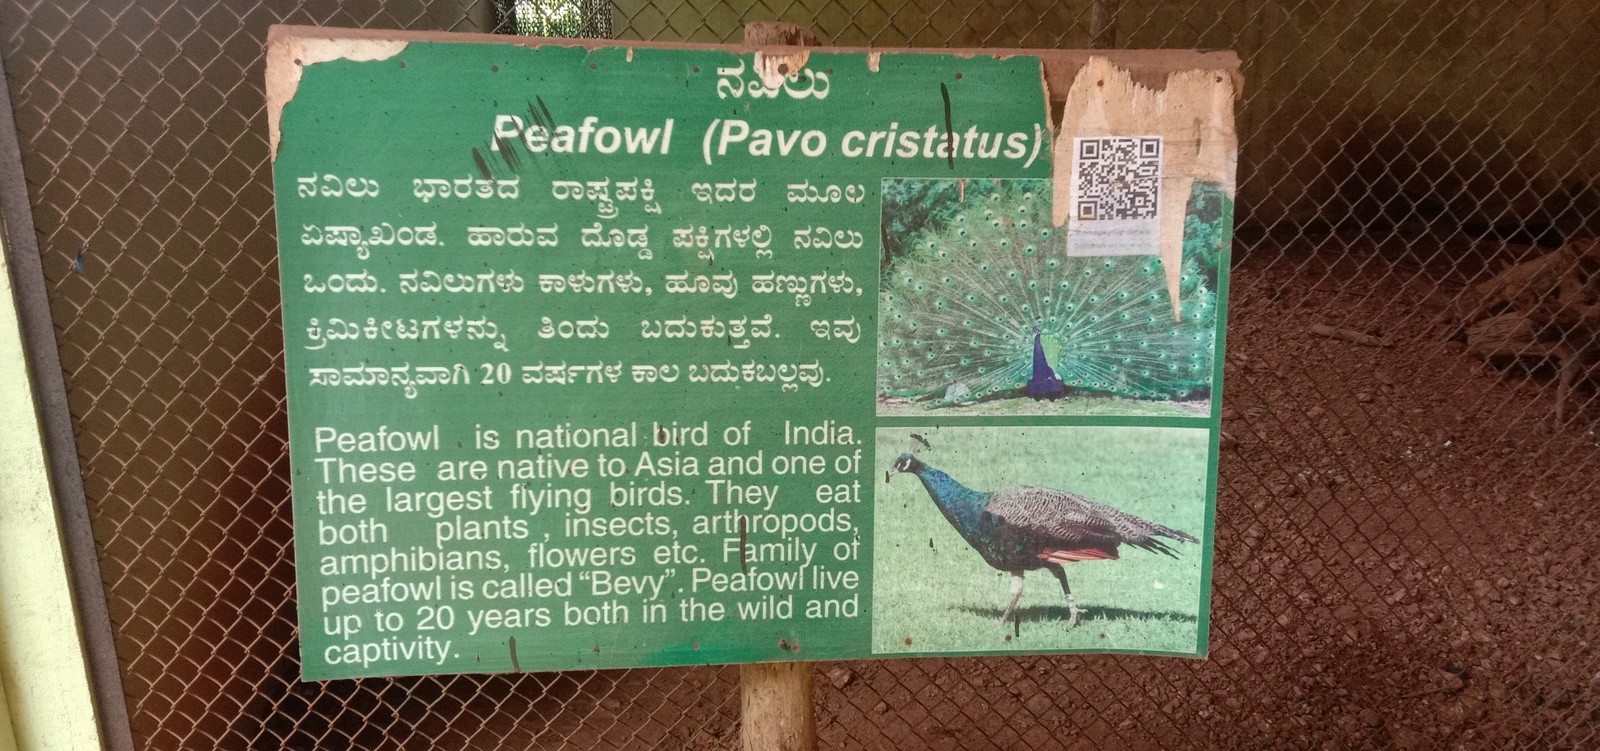 ನವಿಲು
Peafowl (Pavo cristatus)
ನವಿಲು ಭಾರತದ ರಾಷ್ಟ್ರಪಕ್ಷಿ ಇದರ ಮೂಲ
ಏಷ್ಯಾಖಂಡ. ಹಾರುವ ದೊಡ್ಡ ಪಕ್ಷಿಗಳಲ್ಲಿ ನವಿಲು
ಒಂದು. ನವಿಲುಗಳು ಕಾಳುಗಳು, ಹೂವು ಹಣ್ಣುಗಳು,
ಕ್ರಿಮಿಕೀಟಗಳನ್ನು ತಿಂದು ಬದುಕುತ್ತವೆ. ಇವು
ಸಾಮಾನ್ಯವಾಗಿ 20 ವರ್ಷಗಳ ಕಾಲ ಬದುಕಬಲ್ಲವು.
Peafowl is national bird of India.
These are native to Asia and one of
the largest flying birds. They eat
both plants , insects, arthropods,
amphibians, flowers etc. Family of
peafowl is called “Bevy”. Peafowl live
up to 20 years both in the wild and
captivity.